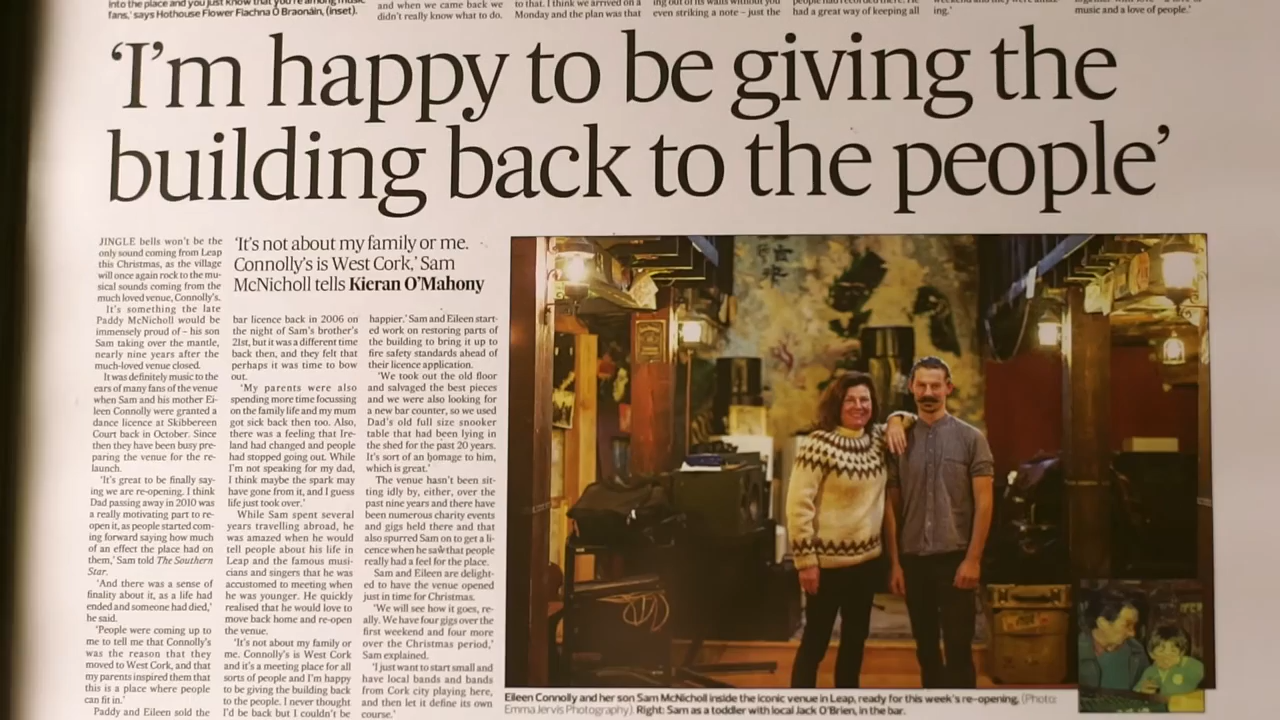 into the place and you just know that you're among music
fans,' says Hothouse Flower Fiachna Ó Braonáin, (inset).
and when we came back we
didn't really know what to do.
to that. I think we arrived on a
Monday and the plan was that
ing out of its walls without you
even striking a note – just the
people had recorded there. He
had a great way of keeping all
ing.'
music and a love of people.'
'I'm happy to be giving the
building back to the people'
JINGLE bells won't be the
only sound coming from Leap
this Christmas, as the village
will once again rock to the mu-
sical sounds coming from the
much loved venue, Connolly's.
It's something the late
Paddy McNicholl would be
immensely proud of – his son
Sam taking over the mantle,
nearly nine years after the
much-loved venue closed.
It was definitely music to the
ears of many fans of the venue
when Sam and his mother Ei-
leen Connolly were granted a
dance licence at Skibbereen
Court back in October. Since
then they have been busy pre-
paring the venue for the re-
launch.
'It's great to be finally say-
ing we are re-opening. I think
Dad passing away in 2010 was
a really motivating part to re-
open it, as people started com-
ing forward saying how much
of an effect the place had on
them,' Sam told The Southern
Star.
'And there was a sense of
finality about it, as a life had
ended and someone had died,'
he said.
'People were coming up to
me to tell me that Connolly's
was the reason that they
moved to West Cork, and that
my parents inspired them that
this is a place where people
can fit in.'
Paddy and Eileen sold the
'It's not about my family or me.
Connolly's is West Cork,' Sam
McNicholl tells Kieran O'Mahony
bar licence back in 2006 on
the night of Sam's brother's
21st, but it was a different time
back then, and they felt that
perhaps it was time to bow
out.
'My parents were also
spending more time focussing
on the family life and my mum
got sick back then too. Also,
there was a feeling that Ire-
land had changed and people
had stopped going out. While
I'm not speaking for my dad,
I think maybe the spark may
have gone from it, and I guess
life just took over.'
While Sam spent several
years travelling abroad, he
was amazed when he would
tell people about his life in
Leap and the famous musi-
cians and singers that he was
accustomed to meeting when
he was younger. He quickly
realised that he would love to
move back home and re-open
the venue.
'It's not about my family or
me. Connolly's is West Cork
and it's a meeting place for all
sorts of people and I'm happy
to be giving the building back
to the people. I never thought
I'd be back but I couldn't be
happier.' Sam and Eileen start-
ed work on restoring parts of
the building to bring it up to
fire safety standards ahead of
their licence application.
'We took out the old floor
and salvaged the best pieces
and we were also looking for
a new bar counter, so we used
Dad's old full size snooker
table that had been lying in
the shed for the past 20 years.
It's sort of an homage to him,
which is great.'
The venue hasn't been sit-
ting idly by, either, over the
past nine years and there have
been numerous charity events
and gigs held there and that
also spurred Sam on to get a li-
cence when he saw that people
really had a feel for the place.
Sam and Eileen are delight-
ed to have the venue opened
just in time for Christmas.
'We will see how it goes, re-
ally. We have four gigs over the
first weekend and four more
over the Christmas period,'
Sam explained.
'I just want to start small and
have local bands and bands
from Cork city playing here,
and then let it define its own
course.'
Eileen Connolly and her son Sam McNicholl inside the iconic venue in Leap, ready for this week's re-opening. (Photo:
Emma Jervis Photography). Right: Sam as a toddler with local Jack O'Brien, in the bar.